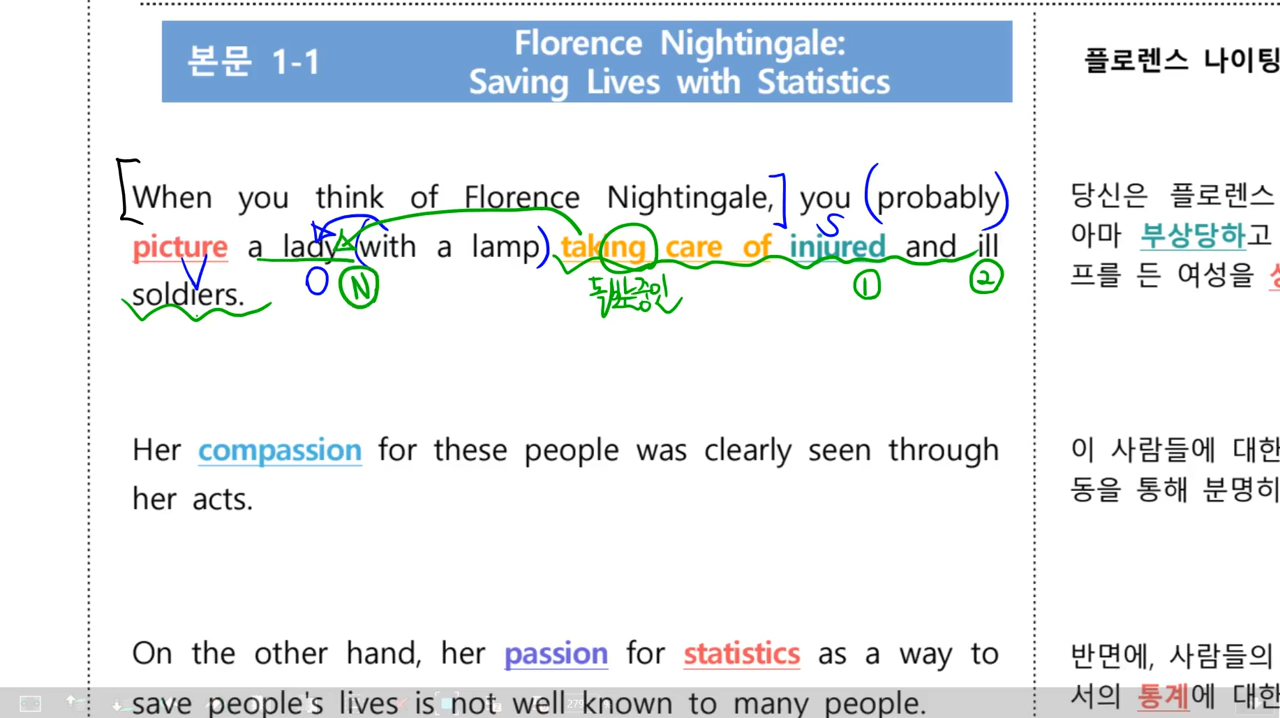 본문 1-1
Florence Nightingale:
Saving Lives with Statistics
플로렌스 나이팅
[When you think of Florence Nightingale,] you (probably)
S
picture a lady (with a lamp) taking care of injured and ill
V O N 돌보는중인 1 2
soldiers.
당신은 플로렌스
아마 부상당하고
프를 든 여성을
Her compassion for these people was clearly seen through
her acts.
이 사람들에 대한
동을 통해 분명히
On the other hand, her passion for statistics as a way to
save people's lives is not well known to many people.
반면에, 사람들의
서의 통계에 대한